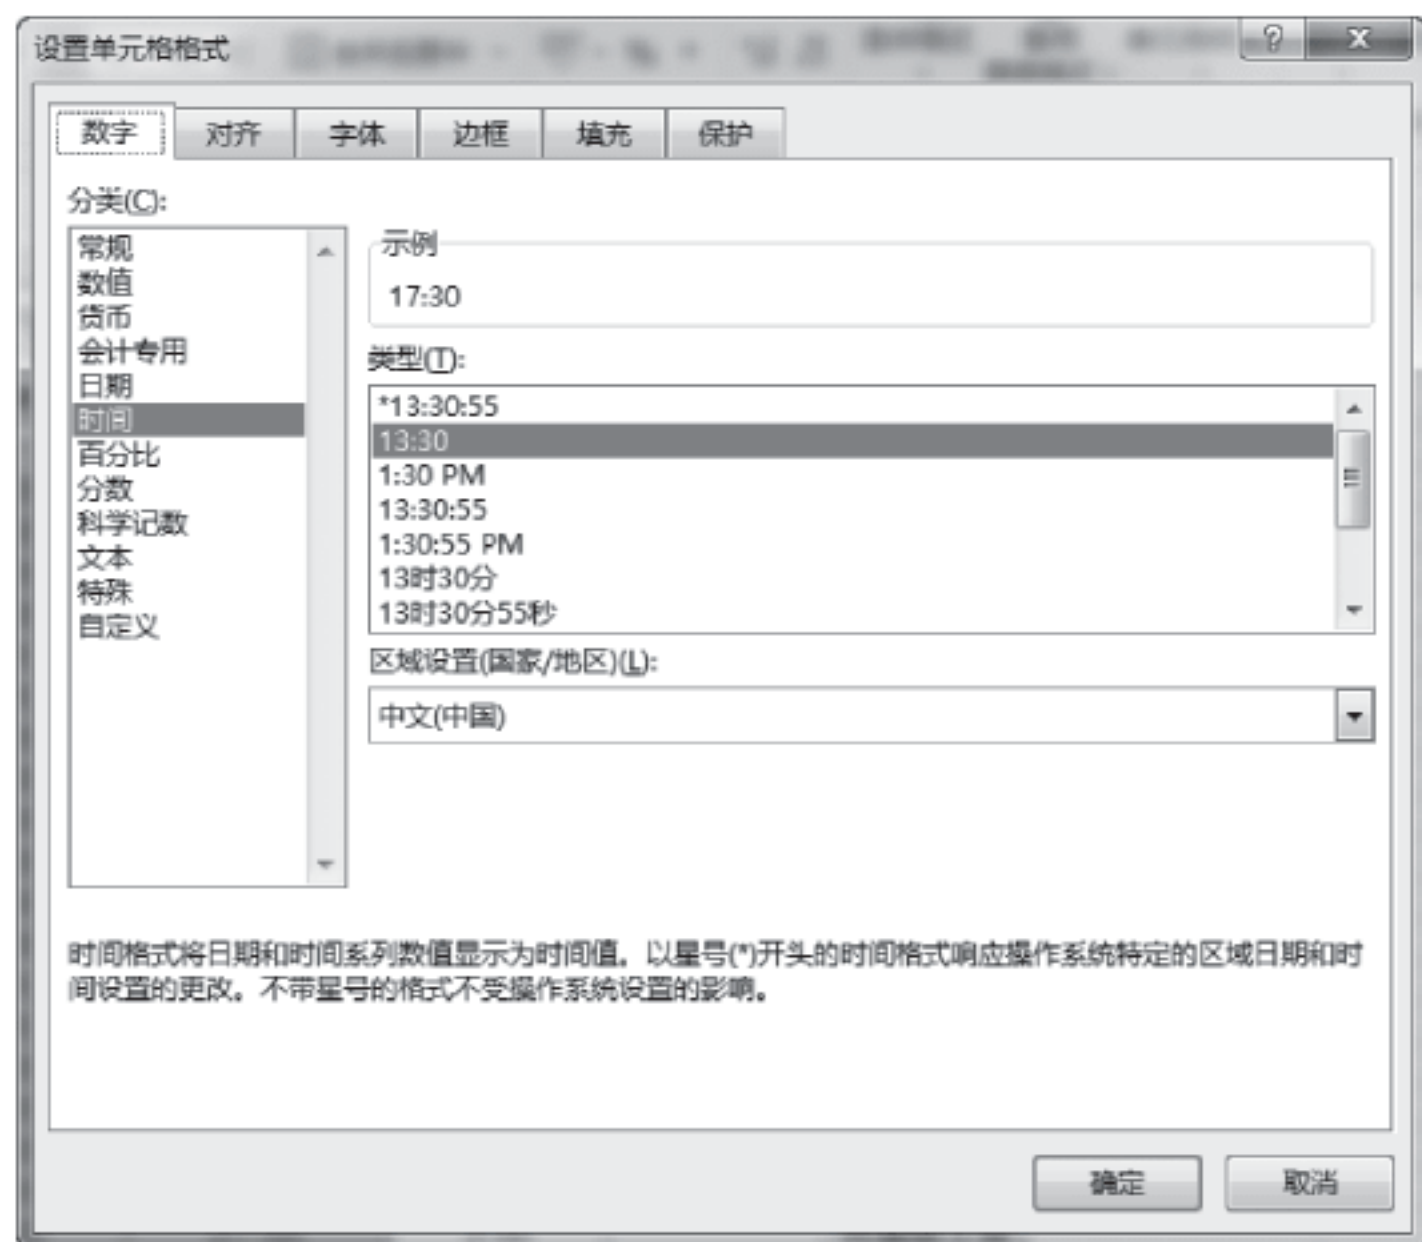 设置单元格格式
数字 对齐 字体 边框 填充 保护
分类(C):
常规
数值
货币
会计专用
日期
时间
百分比
分数
科学记数
文本
特殊
自定义
示例
17:30
类型(T):
*13:30:55
13:30
1:30 PM
13:30:55
1:30:55 PM
13时30分
13时30分55秒
区域设置(国家/地区)(L):
中文(中国)
时间格式将日期和时间系列数值显示为时间值。以星号(*)开头的时间格式响应操作系统特定的区域日期和时
间设置的更改。不带星号的格式不受操作系统设置的影响。
确定 取消